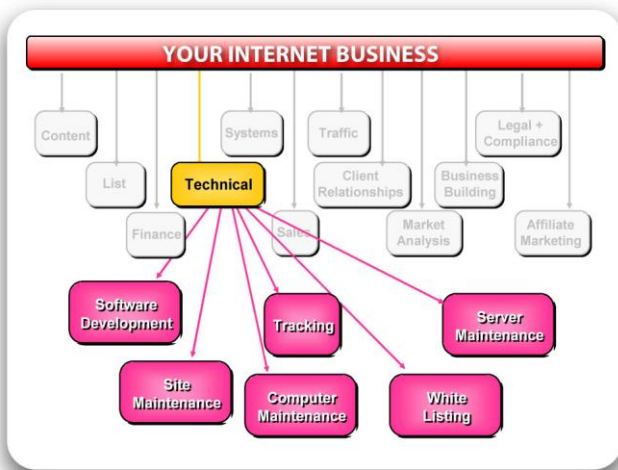 YOUR INTERNET BUSINESS
Content
Systems
Traffic
Legal +
Compliance
List
Technical
Client
Relationships
Business
Building
Finance
Sales
Market
Analysis
Affiliate
Marketing
Software
Development
Tracking
Server
Maintenance
Site
Maintenance
Computer
Maintenance
White
Listing